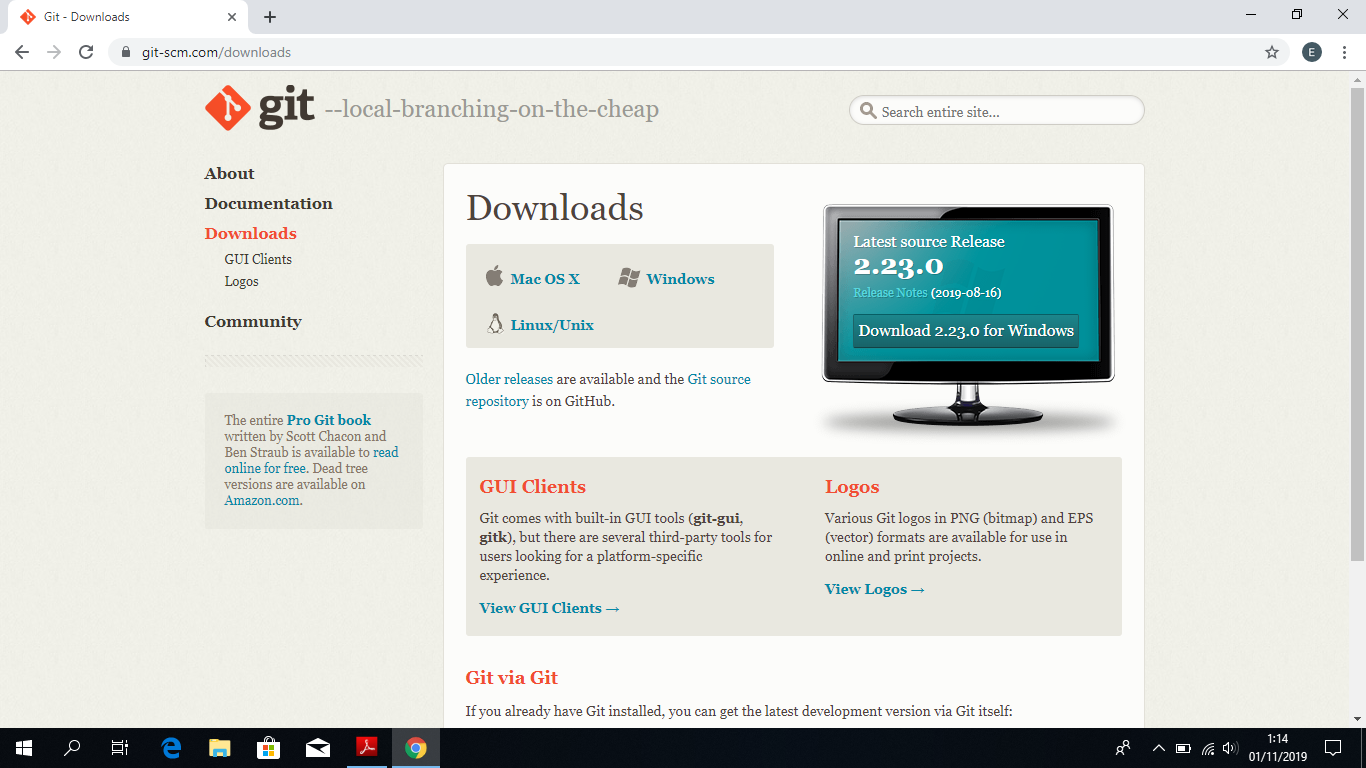 Git - Downloads
git-scm.com/downloads
E
git --local-branching-on-the-cheap
Search entire site...
About
Documentation
Downloads
GUI Clients
Logos
Community
The entire Pro Git book
written by Scott Chacon and
Ben Straub is available to read
online for free. Dead tree
versions are available on
Amazon.com.
Downloads
Mac OS X
Windows
Linux/Unix
Older releases are available and the Git source
repository is on GitHub.
Latest source Release
2.23.0
Release Notes (2019-08-16)
Download 2.23.0 for Windows
GUI Clients
Git comes with built-in GUI tools (git-gui,
gitk), but there are several third-party tools for
users looking for a platform-specific
experience.
View GUI Clients →
Logos
Various Git logos in PNG (bitmap) and EPS
(vector) formats are available for use in
online and print projects.
View Logos →
Git via Git
If you already have Git installed, you can get the latest development version via Git itself:
1:14
01/11/2019